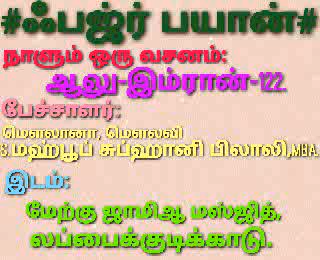 #ஃபஜ்ர் பயான்#
நாளும் ஒரு வசனம்:
ஆலு-இம்ரான்-122.
பேச்சாளர்:
மௌலானா, மௌலவி
S.மஹ்பூப் சுப்ஹானி பிலாலி,MBA.
இடம்:
மேற்கு ஜாமிஆ மஸ்ஜித்,
லப்பைக்குடிக்காடு.